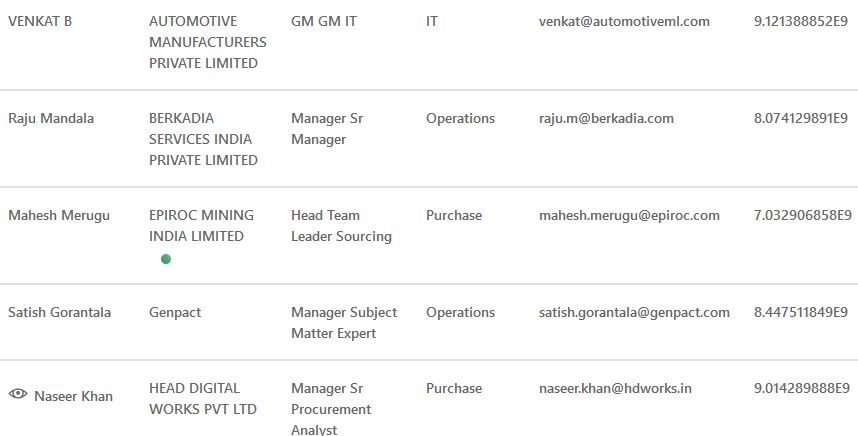 VENKAT B AUTOMOTIVE GM GM IT IT venkat@automotiveml.com 9.121388852E9
MANUFACTURERS
PRIVATE LIMITED
Raju Mandala BERKADIA Manager Sr Operations raju.m@berkadia.com 8.074129891E9
SERVICES INDIA Manager
PRIVATE LIMITED
Mahesh Merugu EPIROC MINING Head Team Purchase mahesh.merugu@epiroc.com 7.032906858E9
INDIA LIMITED Leader Sourcing
Satish Gorantala Genpact Manager Subject Operations satish.gorantala@genpact.com 8.447511849E9
Matter Expert
Naseer Khan HEAD DIGITAL Manager Sr Purchase naseer.khan@hdworks.in 9.014289888E9
WORKS PVT LTD Procurement
Analyst